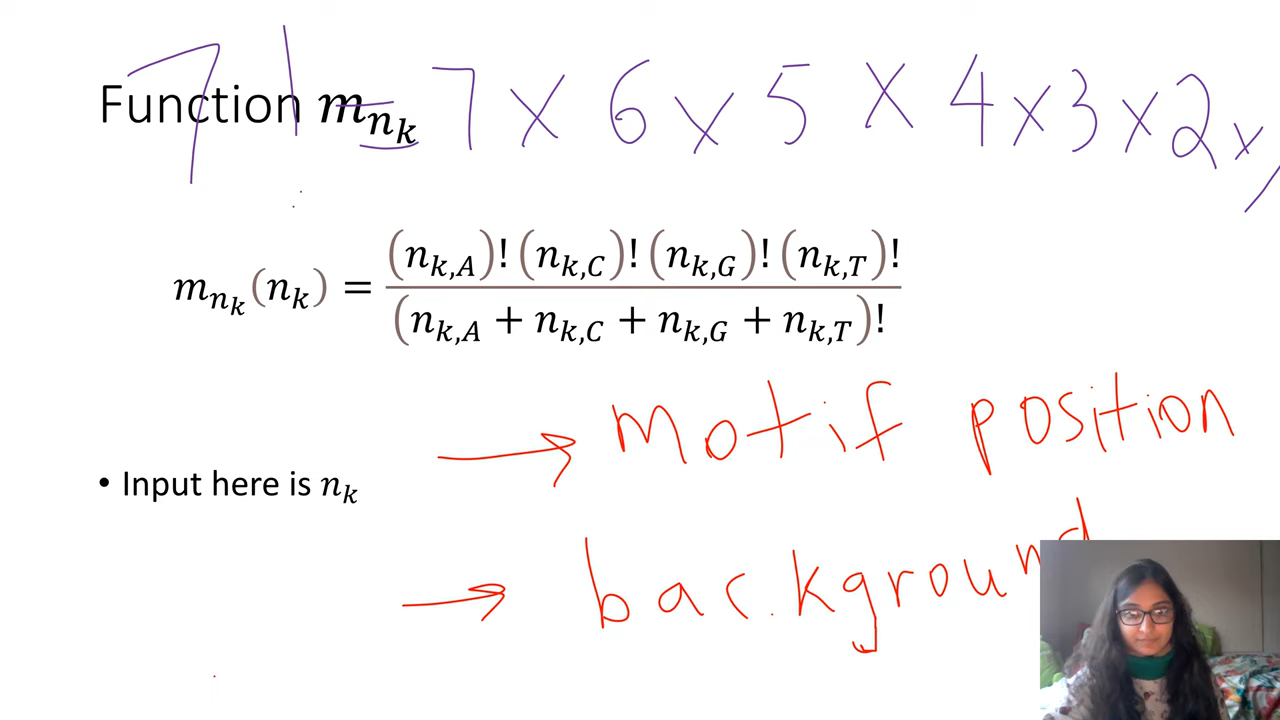 7! = 7 x 6 x 5 x 4 x 3 x 2 x
Function m_{n_k}
m_{n_k}(n_k) = \frac{(n_{k,A})! (n_{k,C})! (n_{k,G})! (n_{k,T})!}{(n_{k,A} + n_{k,C} + n_{k,G} + n_{k,T})!}
→ motif position
• Input here is n_k
→ background